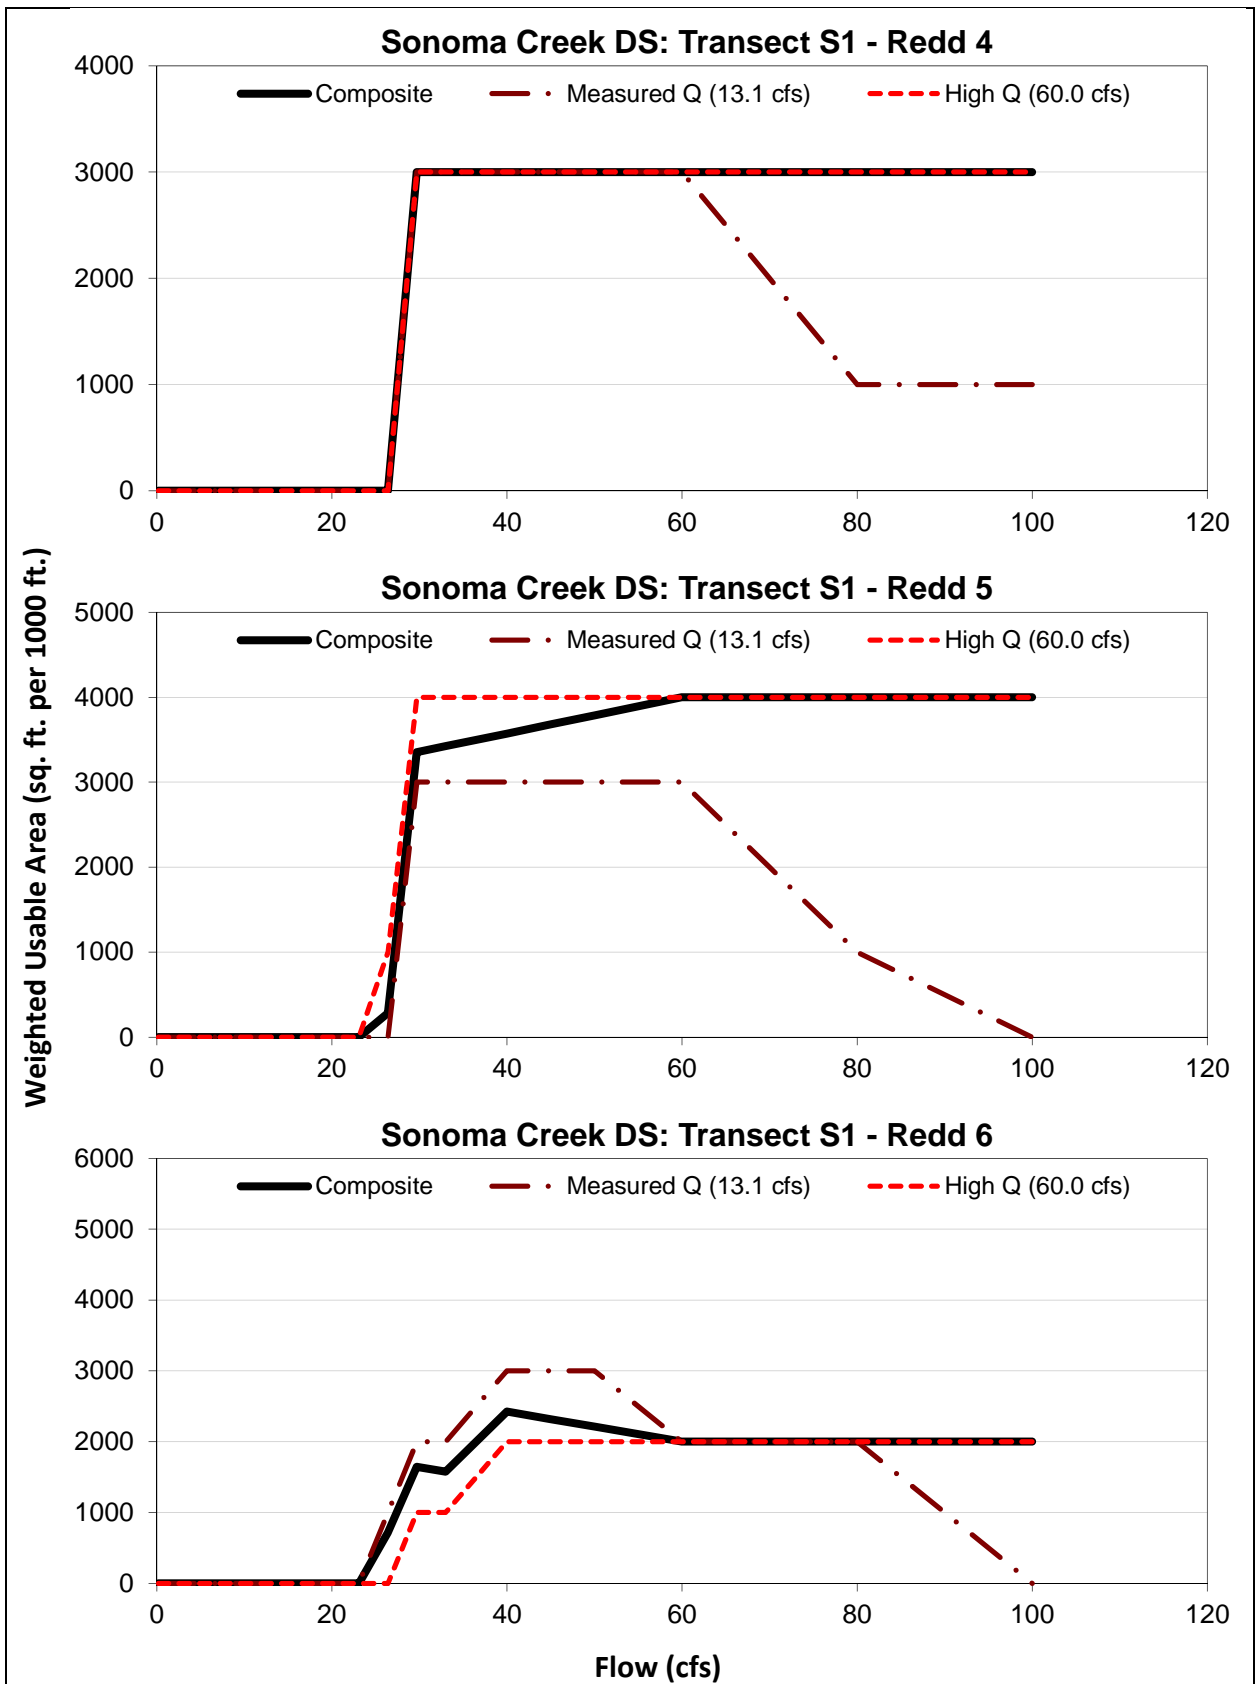 Sonoma Creek DS: Transect S1 - Redd 4
4000
Composite Measured Q (13.1 cfs) High Q (60.0 cfs)
3000
2000
1000
0
0 20 40 60 80 100 120
Weighted Usable Area (sq. ft. per 1000 ft.)
Sonoma Creek DS: Transect S1 - Redd 5
5000
Composite Measured Q (13.1 cfs) High Q (60.0 cfs)
4000
3000
2000
1000
0
0 20 40 60 80 100 120
Sonoma Creek DS: Transect S1 - Redd 6
6000
Composite Measured Q (13.1 cfs) High Q (60.0 cfs)
5000
4000
3000
2000
1000
0
0 20 40 60 80 100 120
Flow (cfs)